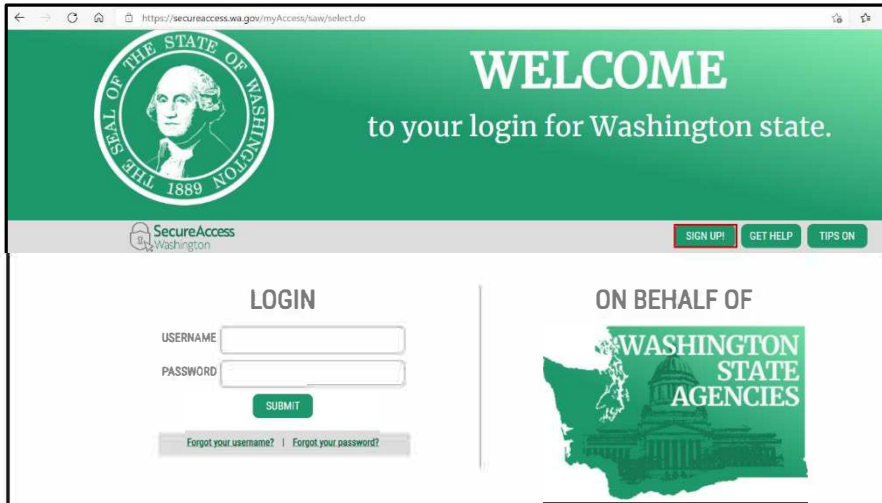 https://secureaccess.wa.gov/myAccess/saw/select.do
THE SEAL OF THE STATE OF WASHINGTON
1889
WELCOME
to your login for Washington state.
SecureAccess
Washington
SIGN UP! GET HELP TIPS ON
LOGIN
USERNAME
PASSWORD
SUBMIT
Forgot your username? | Forgot your password?
ON BEHALF OF
WASHINGTON
STATE
AGENCIES